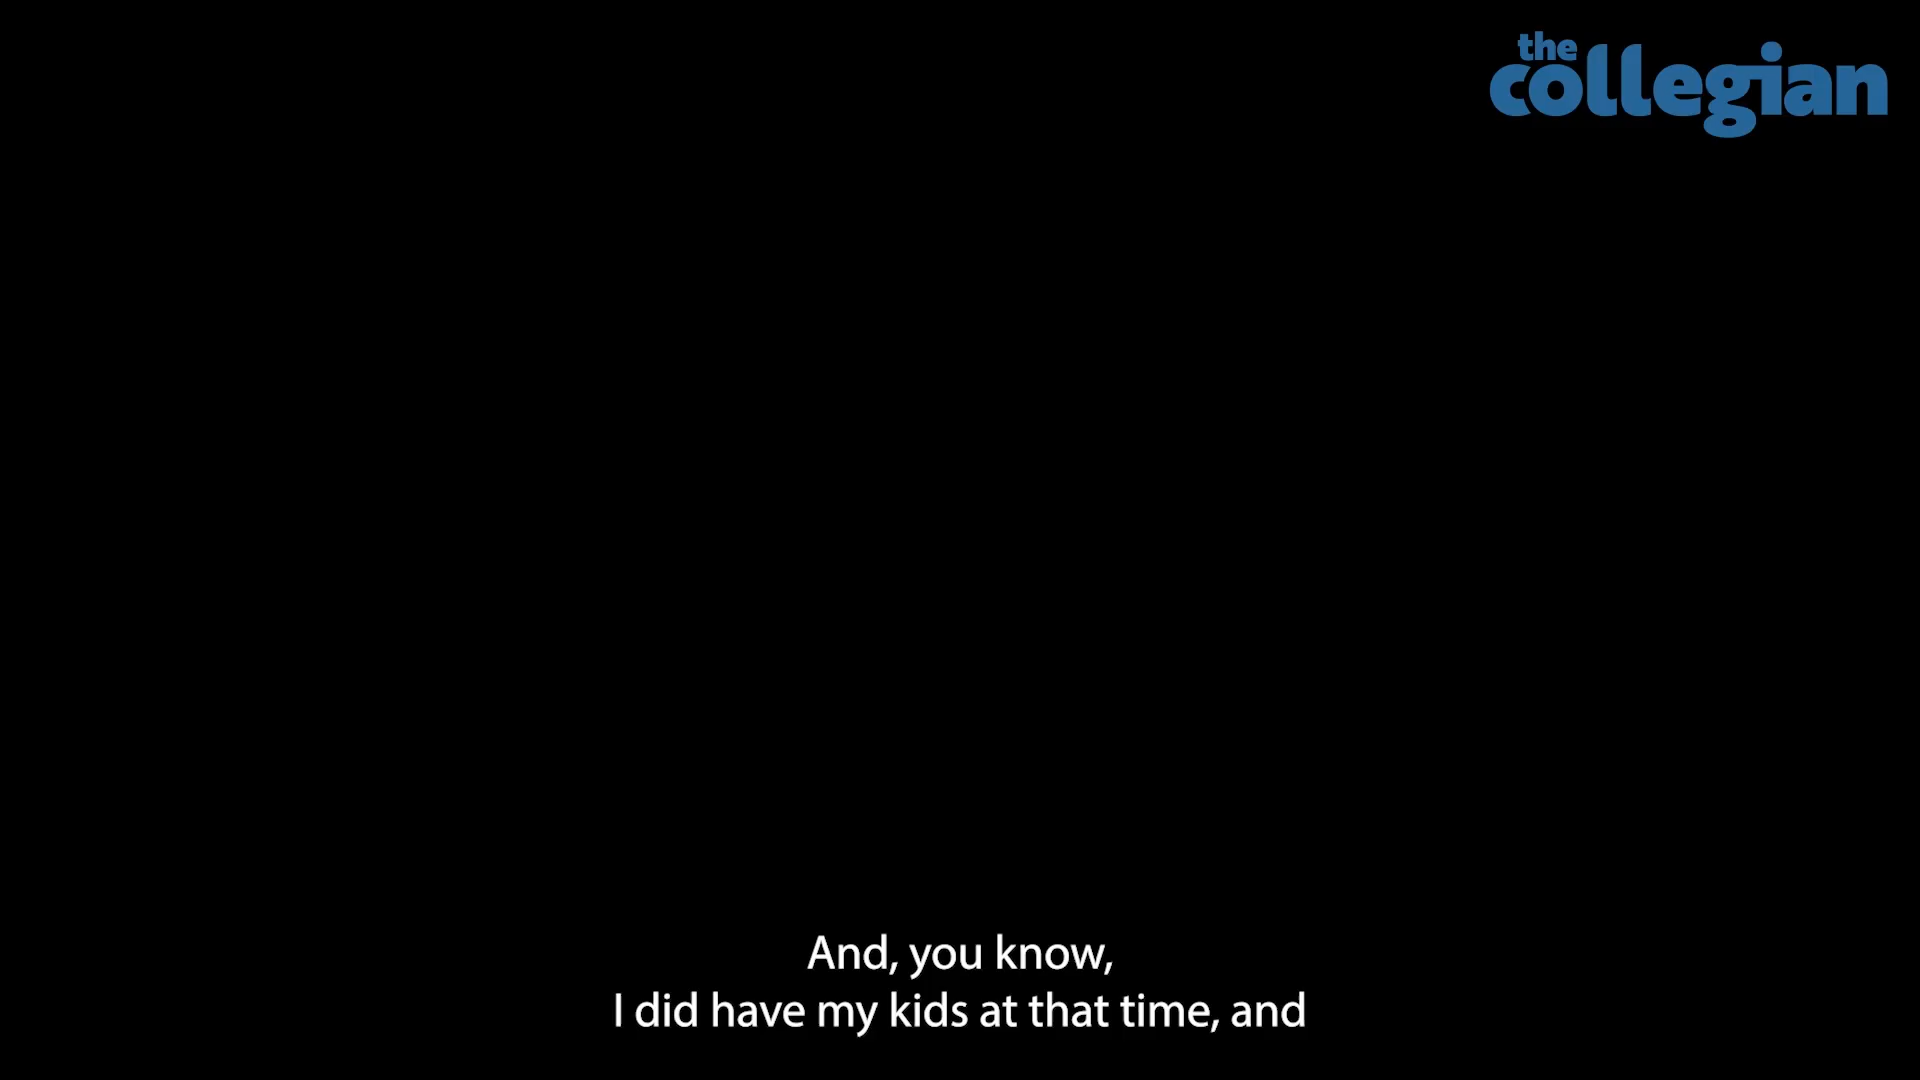 the
collegian
And, you know,
I did have my kids at that time, and